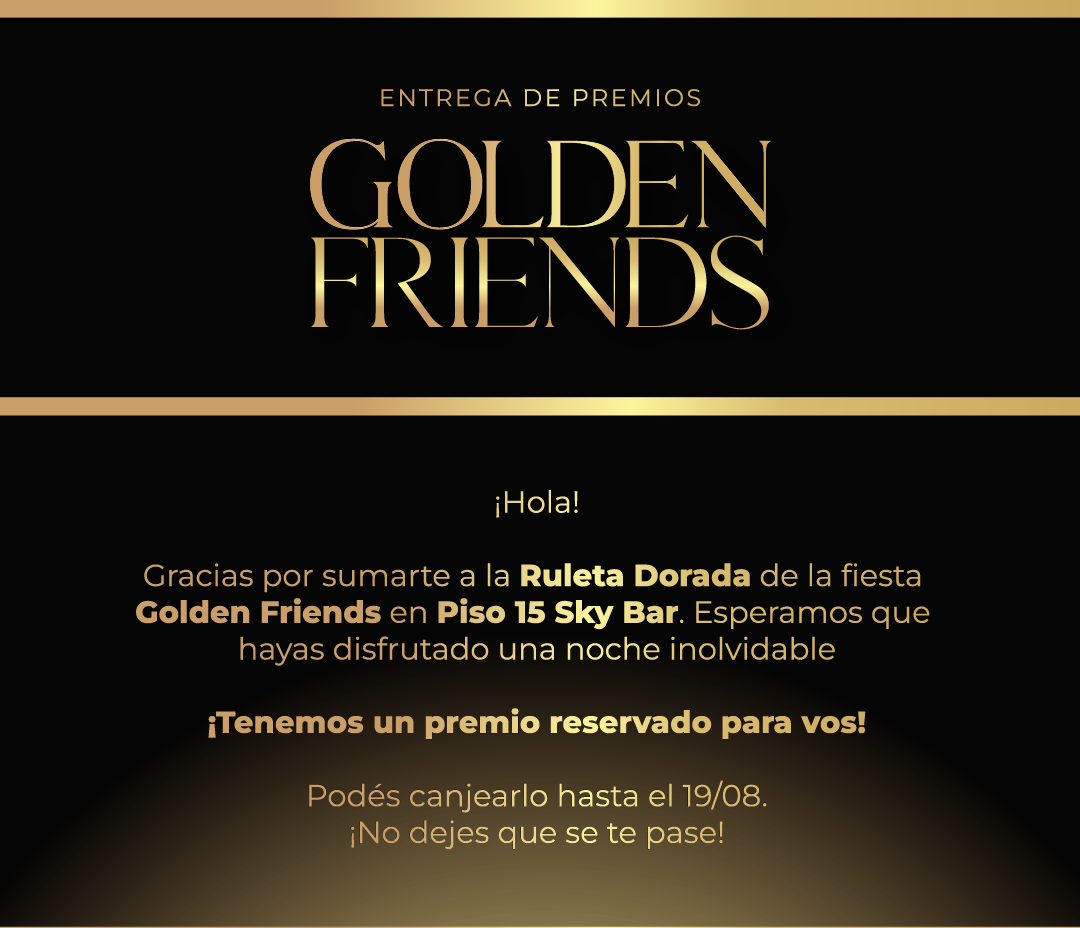 ENTREGA DE PREMIOS
GOLDEN
FRIENDS
¡Hola!
Gracias por sumarte a la Ruleta Dorada de la fiesta
Golden Friends en Piso 15 Sky Bar. Esperamos que
hayas disfrutado una noche inolvidable
¡Tenemos un premio reservado para vos!
Podés canjearlo hasta el 19/08.
¡No dejes que se te pase!